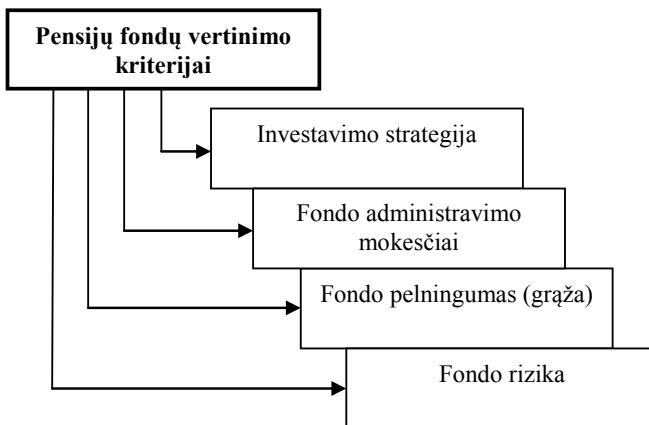 Pensijų fondų vertinimo
kriterijai
Investavimo strategija
Fondo administravimo
mokesčiai
Fondo pelningumas (grąža)
Fondo rizika